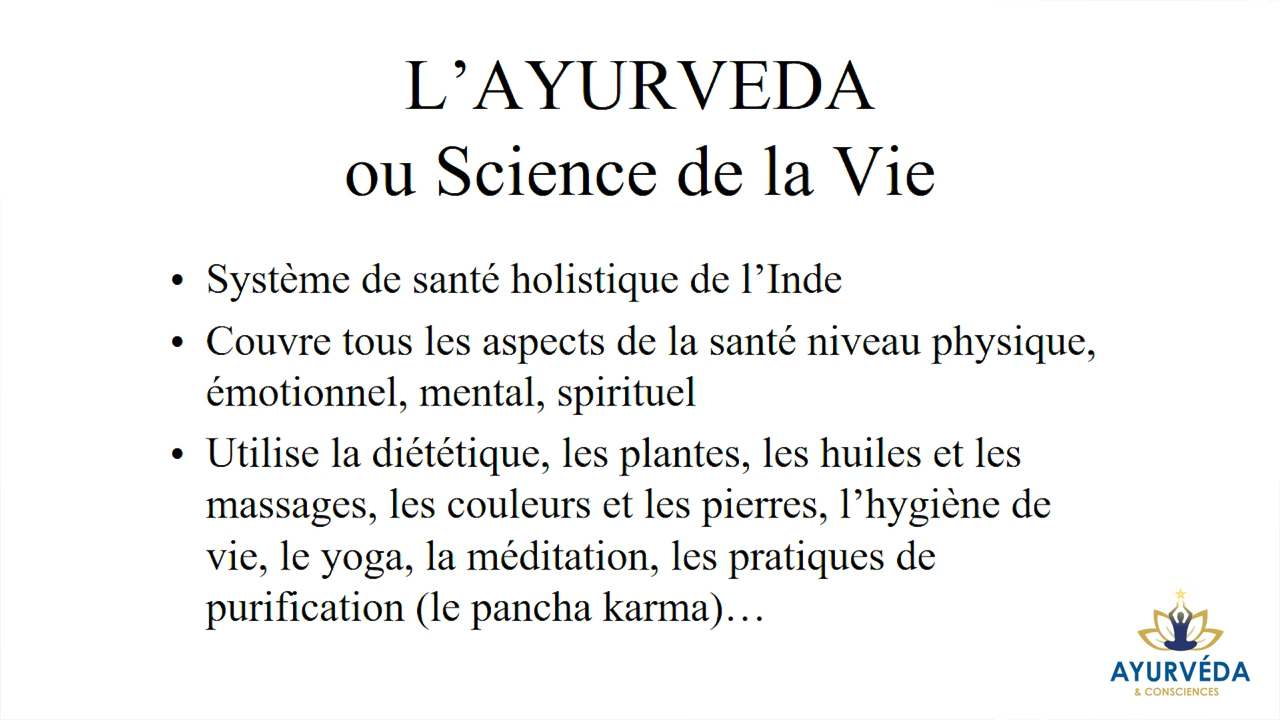 L’AYURVEDA
ou Science de la Vie
• Système de santé holistique de l’Inde
• Couvre tous les aspects de la santé niveau physique,
émotionnel, mental, spirituel
• Utilise la diététique, les plantes, les huiles et les
massages, les couleurs et les pierres, l’hygiène de
vie, le yoga, la méditation, les pratiques de
purification (le pancha karma)…
AYURVÉDA
& CONSCIENCES